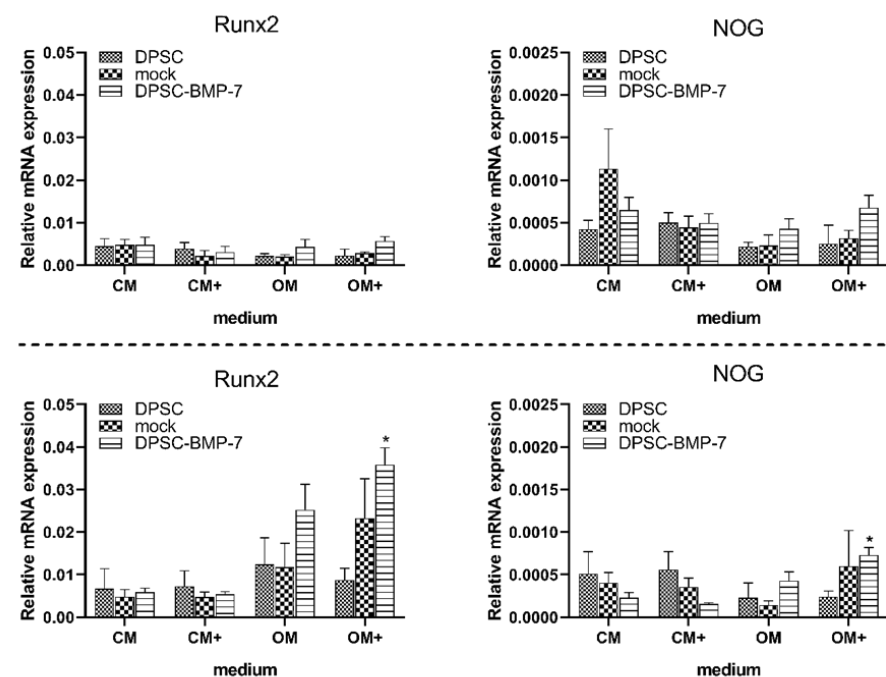 Runx2
Relative mRNA expression
0.05
0.04
0.03
0.02
0.01
0.00
DPSC
mock
DPSC-BMP-7
CM
CM+
OM
OM+
medium
NOG
Relative mRNA expression
0.0025
0.0020
0.0015
0.0010
0.0005
0.0000
DPSC
mock
DPSC-BMP-7
CM
CM+
OM
OM+
medium
Runx2
Relative mRNA expression
0.05
0.04
0.03
0.02
0.01
0.00
DPSC
mock
DPSC-BMP-7
*
CM
CM+
OM
OM+
medium
NOG
Relative mRNA expression
0.0025
0.0020
0.0015
0.0010
0.0005
0.0000
DPSC
mock
DPSC-BMP-7
*
CM
CM+
OM
OM+
medium